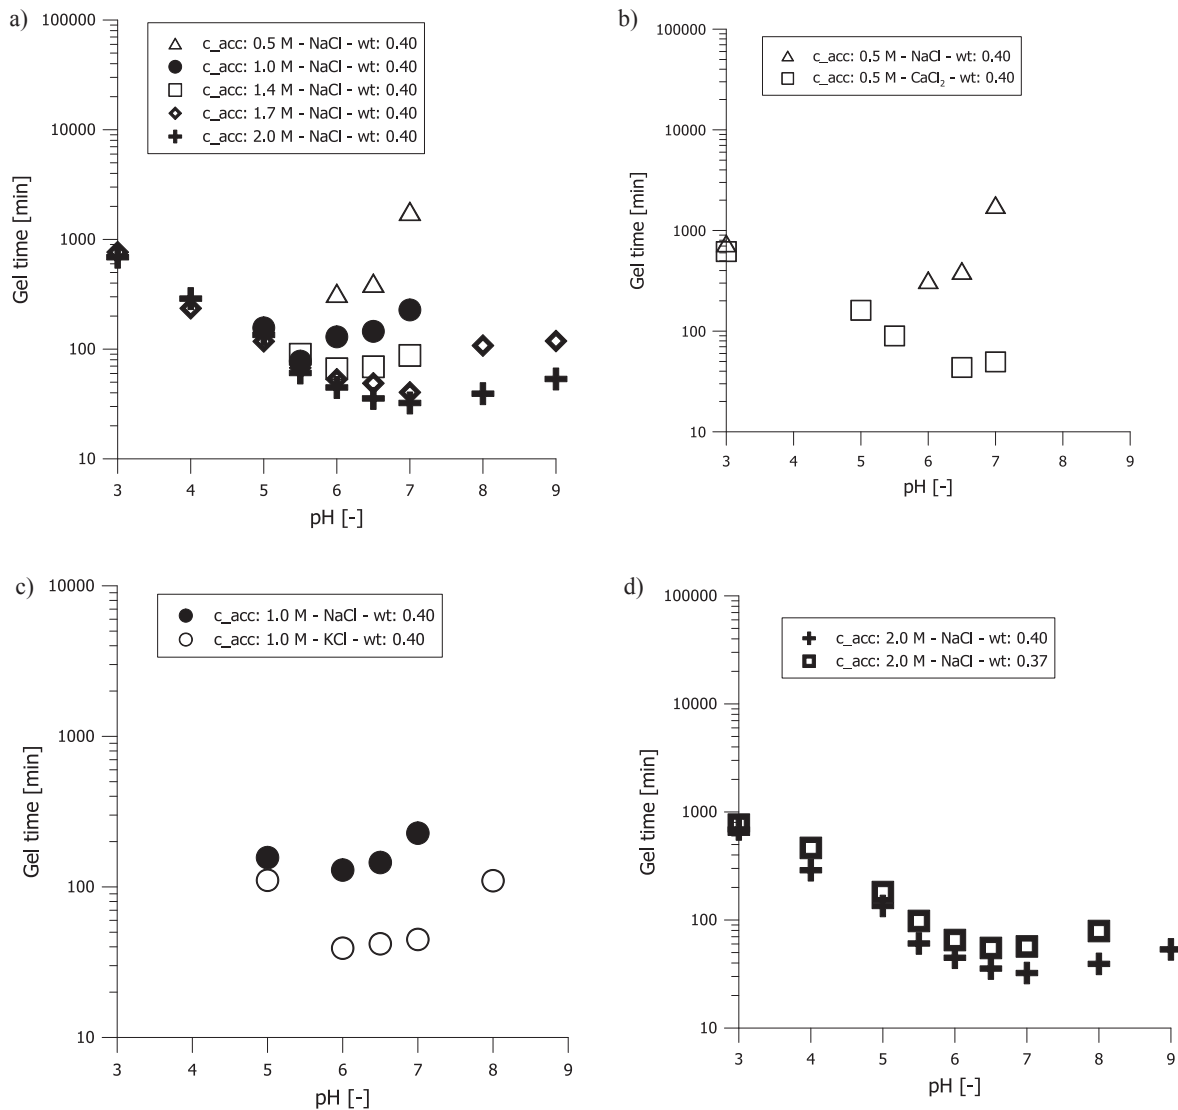 a)
100000
10000
1000
100
10
Gel time [min]
c_acc: 0.5 M - NaCl - wt: 0.40
c_acc: 1.0 M - NaCl - wt: 0.40
c_acc: 1.4 M - NaCl - wt: 0.40
c_acc: 1.7 M - NaCl - wt: 0.40
c_acc: 2.0 M - NaCl - wt: 0.40
3 4 5 6 7 8 9
pH [-]
b)
100000
10000
1000
100
10
Gel time [min]
c_acc: 0.5 M - NaCl - wt: 0.40
c_acc: 0.5 M - CaCl₂ - wt: 0.40
3 4 5 6 7 8 9
pH [-]
c)
10000
1000
100
10
Gel time [min]
c_acc: 1.0 M - NaCl - wt: 0.40
c_acc: 1.0 M - KCl - wt: 0.40
3 4 5 6 7 8 9
pH [-]
d)
100000
10000
1000
100
10
Gel time [min]
c_acc: 2.0 M - NaCl - wt: 0.40
c_acc: 2.0 M - NaCl - wt: 0.37
3 4 5 6 7 8 9
pH [-]